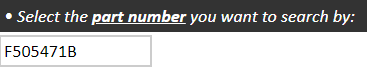 • Select the part number you want to search by:
F505471B